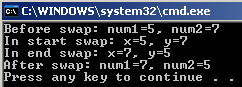 C:\WINDOWS\system32\cmd.exe
Before swap: num1=5, num2=7
In start swap: x=5, y=7
In end swap: x=7, y=5
After swap: num1=7, num2=5
Press any key to continue . .